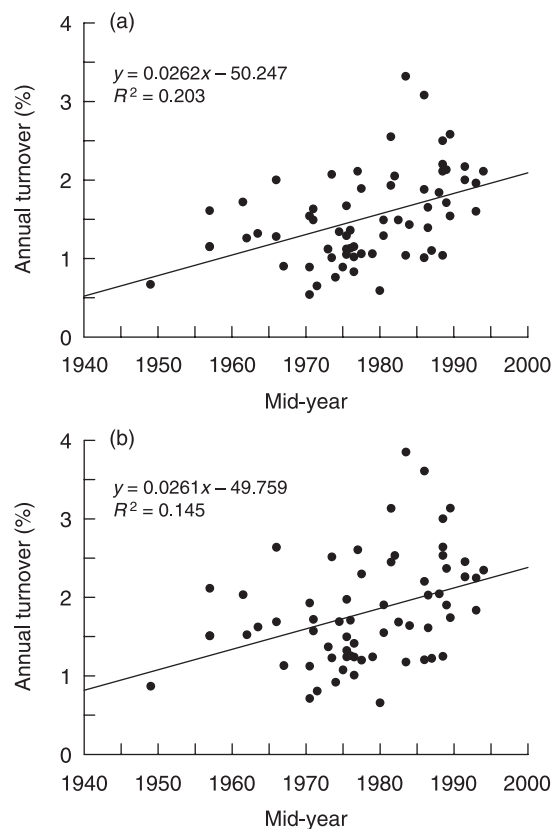 (a)
y = 0.0262x – 50.247
R² = 0.203
Annual turnover (%)
4
3
2
1
0
1940 1950 1960 1970 1980 1990 2000
Mid-year
(b)
y = 0.0261x – 49.759
R² = 0.145
Annual turnover (%)
4
3
2
1
0
1940 1950 1960 1970 1980 1990 2000
Mid-year